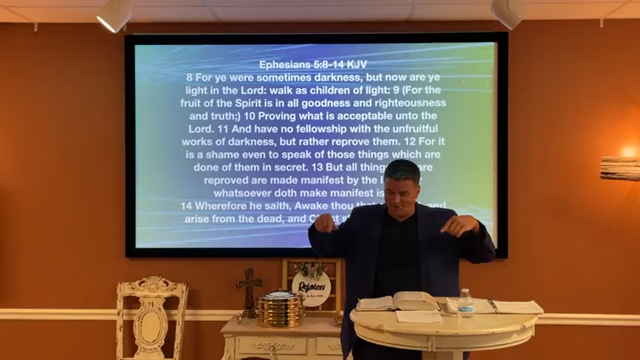 Ephesians 5:8-14 KJV
8 For ye were sometimes darkness, but now are ye
light in the Lord: walk as children of light: 9 (For the
fruit of the Spirit is in all goodness and righteousness
and truth;) 10 Proving what is acceptable unto the
Lord. 11 And have no fellowship with the unfruitful
works of darkness, but rather reprove them. 12 For it
is a shame even to speak of those things which are
done of them in secret. 13 But all are
reproved are made manifest by the
whatsoever doth make manifest is
14 Wherefore he saith, Awake thou and
arise from the dead, and
Rejoice